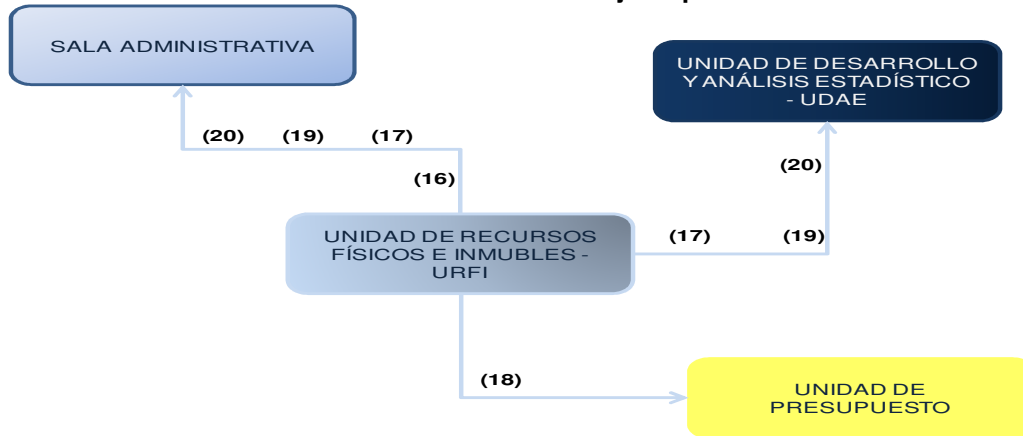 SALA ADMINISTRATIVA
UNIDAD DE DESARROLLO
Y ANÁLISIS ESTADÍSTICO
- UDAE
(20) (19) (17)
(16)
(20)
UNIDAD DE RECURSOS
FÍSICOS E INMUBLES -
URFI
(17) (19)
(18)
UNIDAD DE
PRESUPUESTO